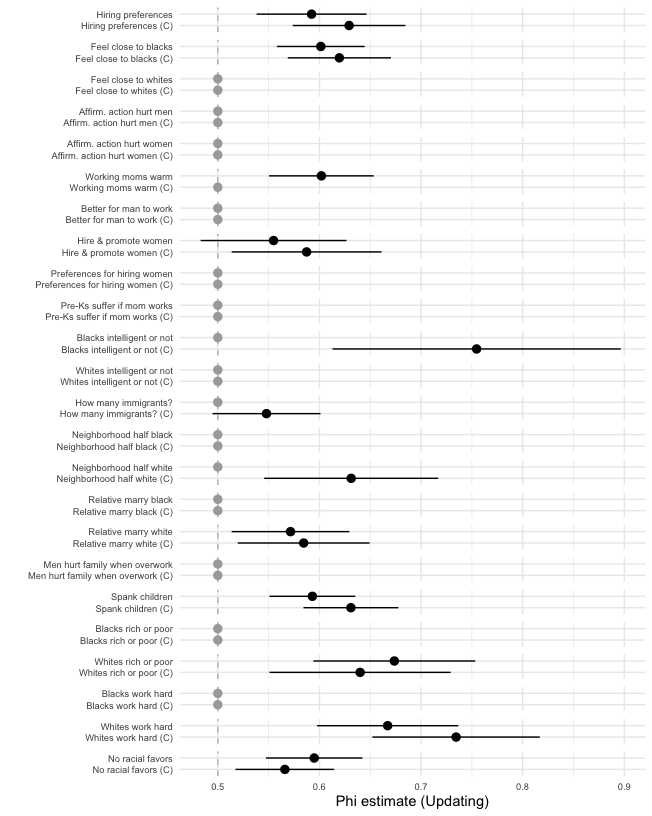 Hiring preferences
Hiring preferences (C)
Feel close to blacks
Feel close to blacks (C)
Feel close to whites
Feel close to whites (C)
Affirm. action hurt men
Affirm. action hurt men (C)
Affirm. action hurt women
Affirm. action hurt women (C)
Working moms warm
Working moms warm (C)
Better for man to work
Better for man to work (C)
Hire & promote women
Hire & promote women (C)
Preferences for hiring women
Preferences for hiring women (C)
Pre-Ks suffer if mom works
Pre-Ks suffer if mom works (C)
Blacks intelligent or not
Blacks intelligent or not (C)
Whites intelligent or not
Whites intelligent or not (C)
How many immigrants?
How many immigrants? (C)
Neighborhood half black
Neighborhood half black (C)
Neighborhood half white
Neighborhood half white (C)
Relative marry black
Relative marry black (C)
Relative marry white
Relative marry white (C)
Men hurt family when overwork
Men hurt family when overwork (C)
Spank children
Spank children (C)
Blacks rich or poor
Blacks rich or poor (C)
Whites rich or poor
Whites rich or poor (C)
Blacks work hard
Blacks work hard (C)
Whites work hard
Whites work hard (C)
No racial favors
No racial favors (C)
0.5 0.6 0.7 0.8 0.9
Phi estimate (Updating)